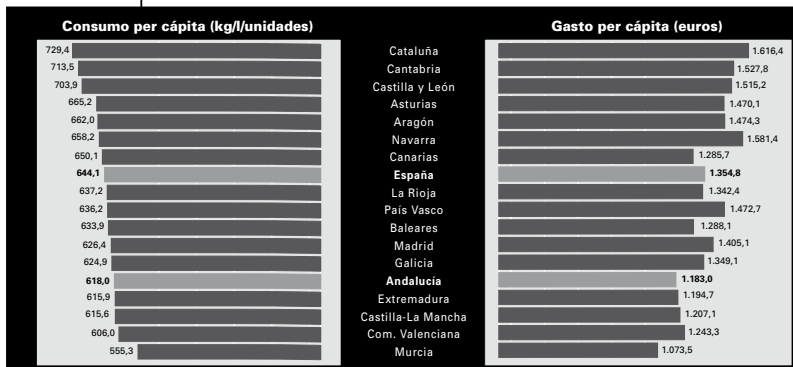 Consumo per cápita (kg/l/unidades) Gasto per cápita (euros)
729,4 Cataluña 1.616,4
713,5 Cantabria 1.527,8
703,9 Castilla y León 1.515,2
665,2 Asturias 1.470,1
662,0 Aragón 1.474,3
658,2 Navarra 1.581,4
650,1 Canarias 1.285,7
644,1 España 1.354,8
637,2 La Rioja 1.342,4
636,2 País Vasco 1.472,7
633,9 Baleares 1.288,1
626,4 Madrid 1.405,1
624,9 Galicia 1.349,1
618,0 Andalucía 1.183,0
615,9 Extremadura 1.194,7
615,6 Castilla-La Mancha 1.207,1
606,0 Com. Valenciana 1.243,3
555,3 Murcia 1.073,5